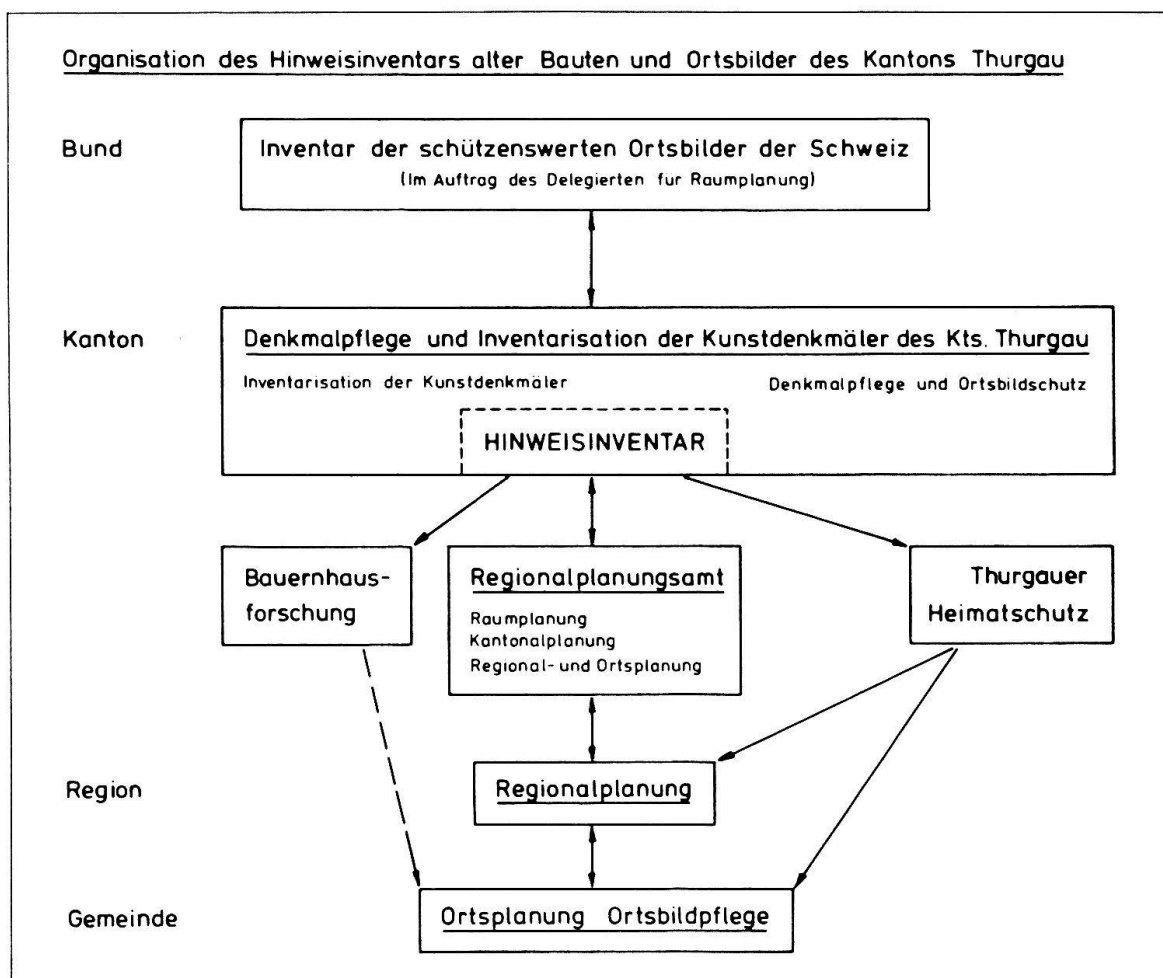 Organisation des Hinweisinventars alter Bauten und Ortsbilder des Kantons Thurgau
Bund
Inventar der schützenswerten Ortsbilder der Schweiz
(Im Auftrag des Delegierten für Raumplanung)
Kanton
Denkmalpflege und Inventarisation der Kunstdenkmäler des Kts. Thurgau
Inventarisation der Kunstdenkmäler
Denkmalpflege und Ortsbildschutz
HINWEISINVENTAR
Bauernhaus-
forschung
Regionalplanungsamt
Raumplanung
Kantonalplanung
Regional- und Ortsplanung
Thurgauer
Heimatschutz
Region
Regionalplanung
Gemeinde
Ortsplanung Ortsbildpflege